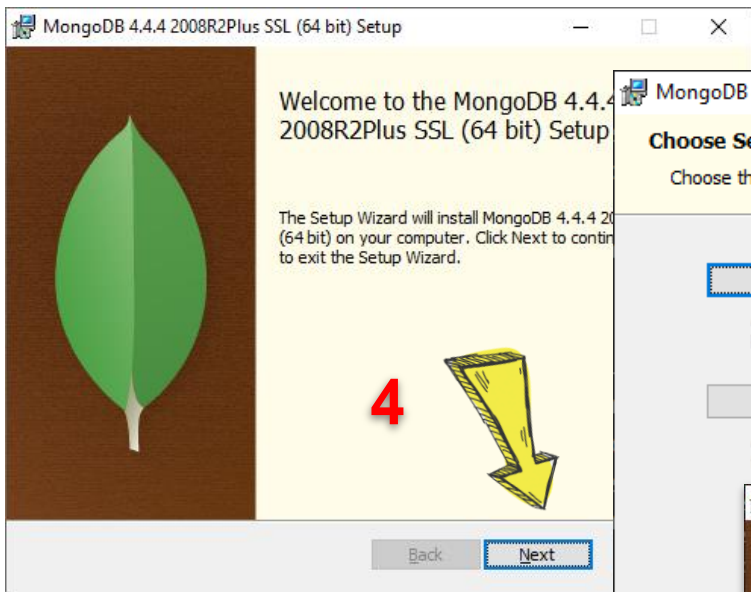 MongoDB 4.4.4 2008R2Plus SSL (64 bit) Setup
Welcome to the MongoDB 4.4.4
2008R2Plus SSL (64 bit) Setup
The Setup Wizard will install MongoDB 4.4.4
(64 bit) on your computer. Click Next to
to exit the Setup Wizard.
4
Back
Next
MongoDB
Choose
Choose